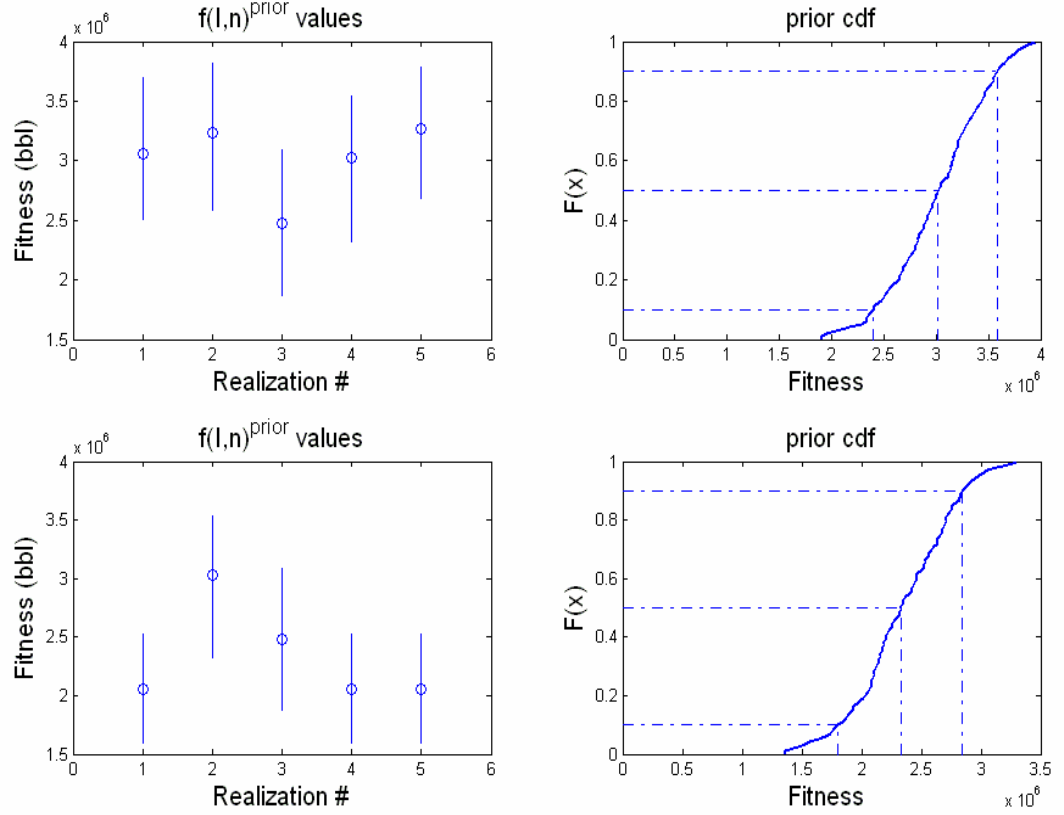 f(I,n)^prior values
prior cdf
x 10^6
4
3.5
3
2.5
2
1.5
Fitness (bbl)
0 1 2 3 4 5 6
Realization #
1
0.8
0.6
0.4
0.2
0
F(x)
0 0.5 1 1.5 2 2.5 3 3.5 4
Fitness
x 10^6
f(I,n)^prior values
prior cdf
x 10^6
4
3.5
3
2.5
2
1.5
Fitness (bbl)
0 1 2 3 4 5 6
Realization #
1
0.8
0.6
0.4
0.2
0
F(x)
0 0.5 1 1.5 2 2.5 3 3.5
Fitness
x 10^6